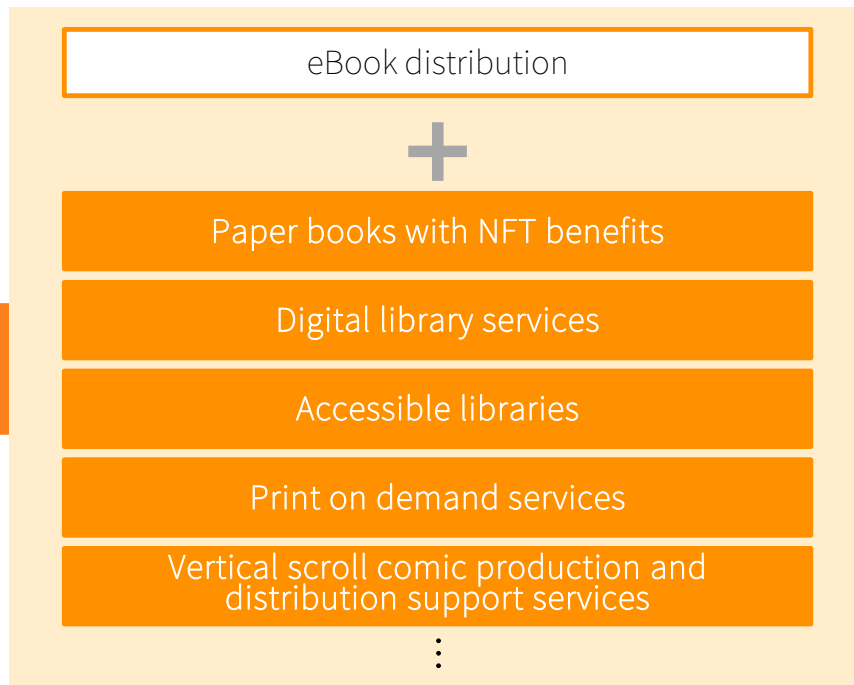 eBook distribution
+
Paper books with NFT benefits
Digital library services
Accessible libraries
Print on demand services
Vertical scroll comic production and
distribution support services
⋮